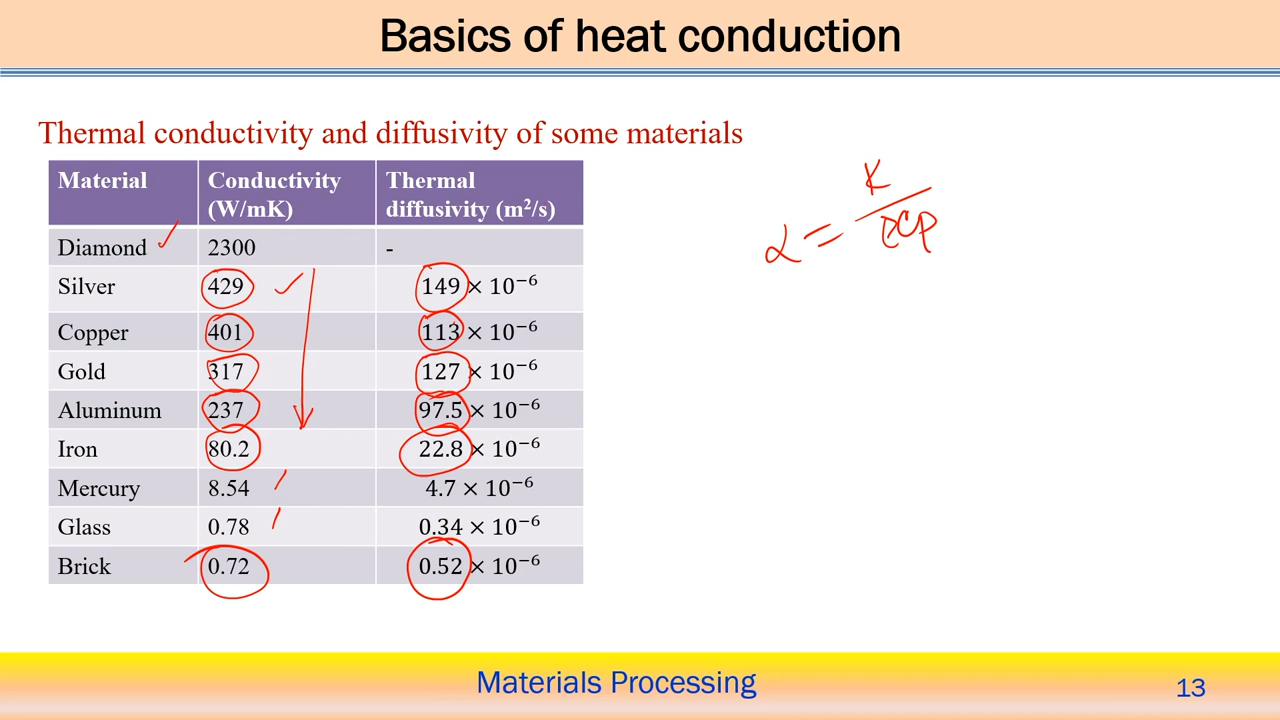 Basics of heat conduction
Thermal conductivity and diffusivity of some materials
Material Conductivity (W/mK) Thermal diffusivity (m²/s)
Diamond 2300 -
Silver 429 149 × 10⁻⁶
Copper 401 113 × 10⁻⁶
Gold 317 127 × 10⁻⁶
Aluminum 237 97.5 × 10⁻⁶
Iron 80.2 22.8 × 10⁻⁶
Mercury 8.54 4.7 × 10⁻⁶
Glass 0.78 0.34 × 10⁻⁶
Brick 0.72 0.52 × 10⁻⁶
α = K / ρCp
Materials Processing
13